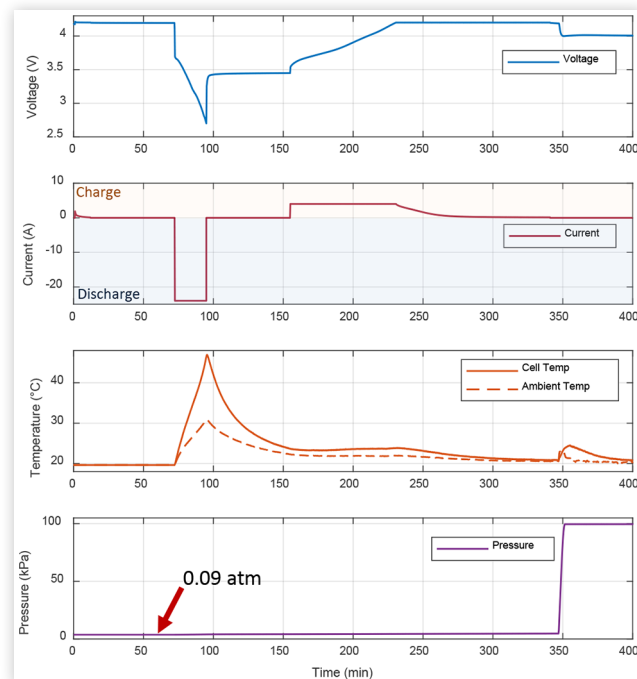 4
3.5
3
2.5
Voltage (V)
Voltage
0 50 100 150 200 250 300 350 400
10
0
-10
-20
Current (A)
Charge
Discharge
Current
0 50 100 150 200 250 300 350 400
40
30
20
Temperature (°C)
Cell Temp
Ambient Temp
0 50 100 150 200 250 300 350 400
100
50
0
Pressure (kPa)
Pressure
0.09 atm
0 50 100 150 200 250 300 350 400
Time (min)